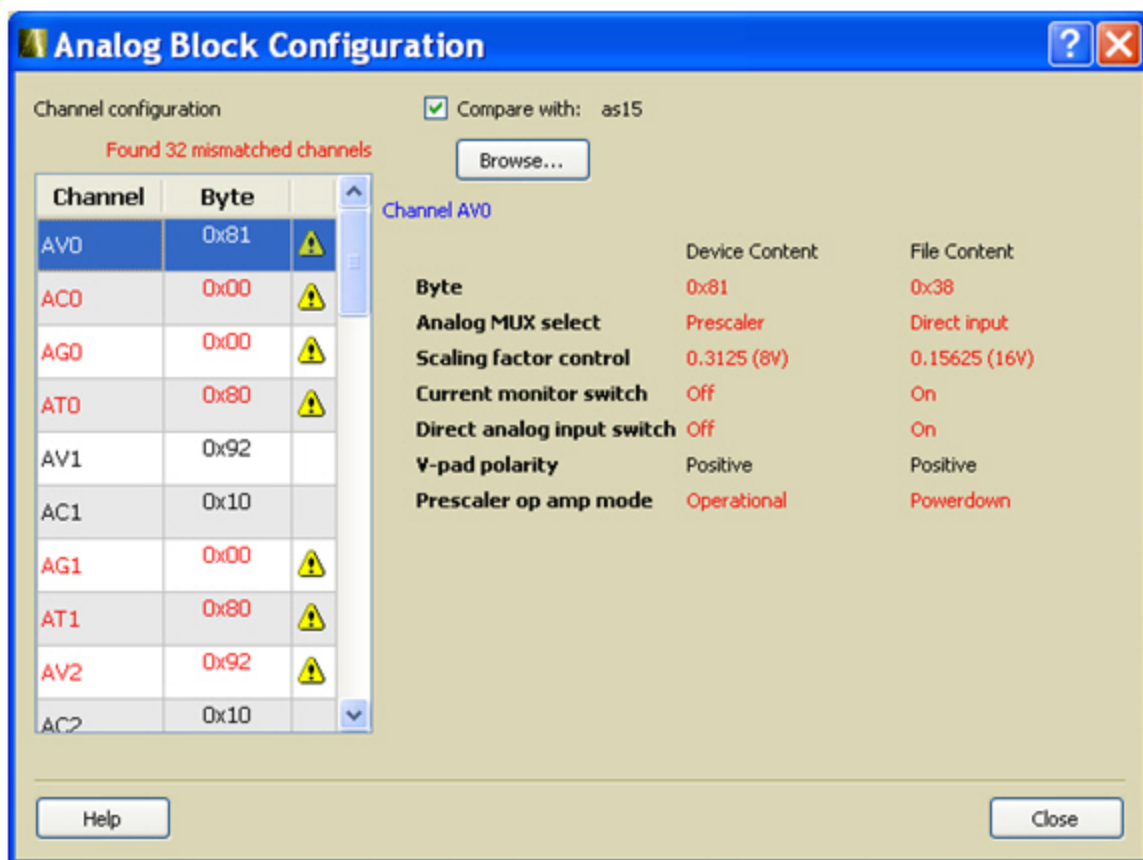 Analog Block Configuration
Channel configuration
Compare with: as15
Found 32 mismatched channels
Browse...
Channel Byte
AV0 0x81
AC0 0x00
AG0 0x00
AT0 0x80
AV1 0x92
AC1 0x10
AG1 0x00
AT1 0x80
AV2 0x92
AC2 0x10
Channel AV0
Device Content File Content
Byte 0x81 0x38
Analog MUX select Prescaler Direct input
Scaling factor control 0.3125 (8V) 0.15625 (16V)
Current monitor switch Off On
Direct analog input switch Off On
V-pad polarity Positive Positive
Prescaler op amp mode Operational Powerdown
Help
Close